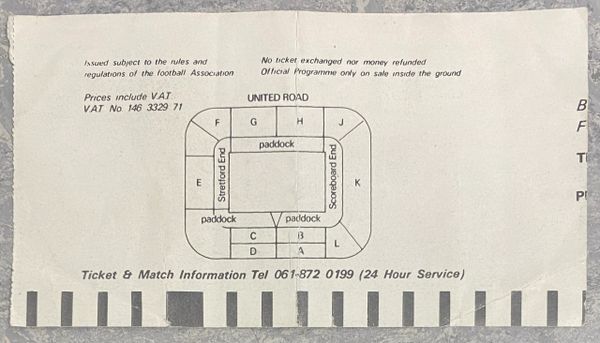 Issued subject to the rules and
regulations of the football Association
No ticket exchanged nor money refunded
Official Programme only on sale inside the ground
Prices include V.A.T.
V.A.T. No. 146 3329 71
UNITED ROAD
F
G
H
J
paddock
Stretford End
Scoreboard End
E
K
paddock
paddock
C
B
D
A
L
Ticket & Match Information Tel 061-872 0199 (24 Hour Service)
B
F